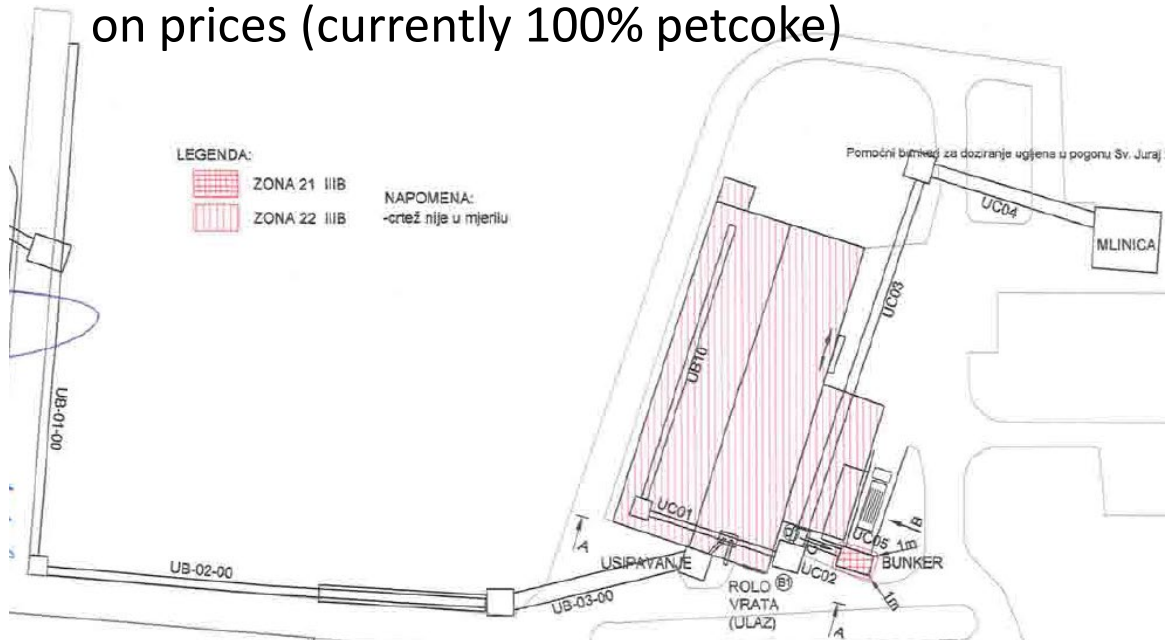 on prices (currently 100% petcoke)
LEGENDA:
ZONA 21 IIIB
ZONA 22 IIIB
NAPOMENA:
-crtež nije u mjerilu
Pomoćni bunkeri za doziranje ugljena u pogonu Sv. Juraj
UC04
MLINICA
UC03
UB10
UB-01-00
UC01
A
USIPAVANJE
UC05
B
1m
BUNKER
UC02
ROLO
VRATA
(ULAZ)
B1
1m
A
UB-02-00
UB-03-00